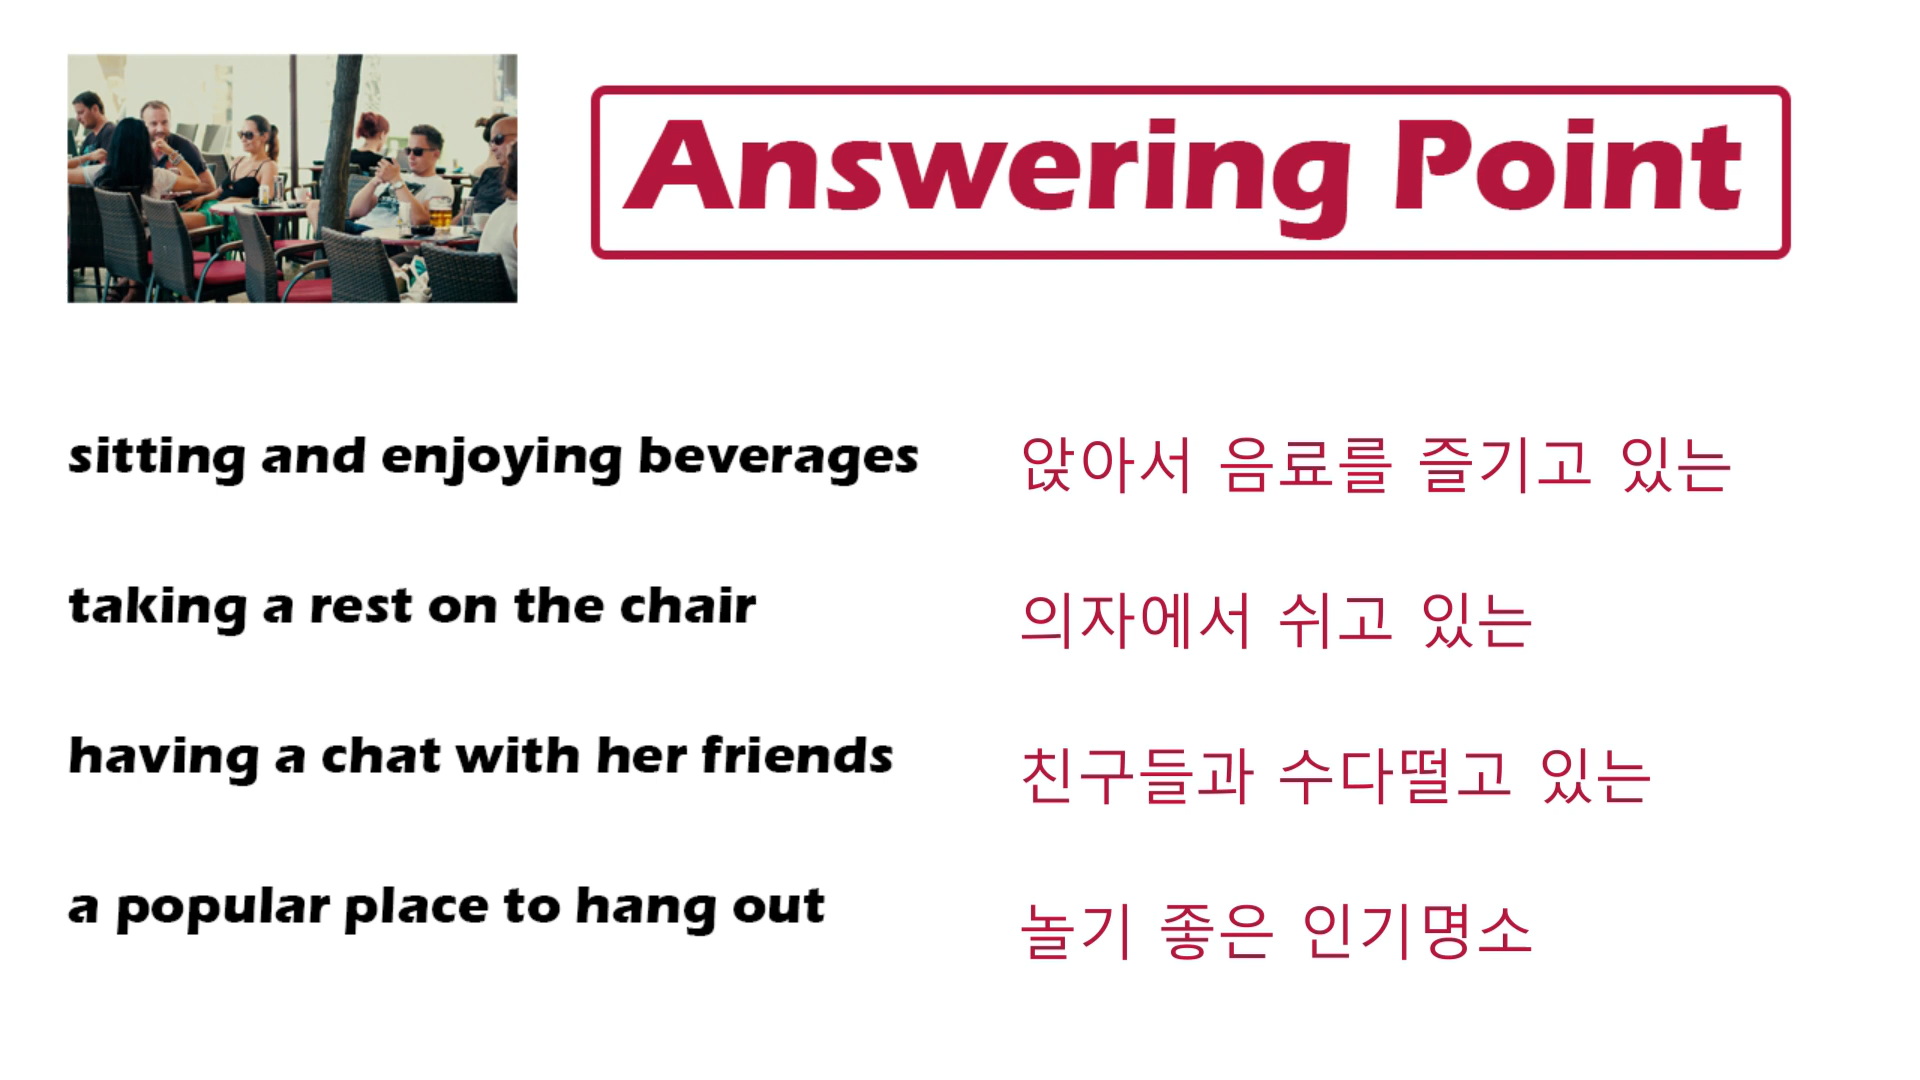 Answering Point
sitting and enjoying beverages
앉아서 음료를 즐기고 있는
taking a rest on the chair
의자에서 쉬고 있는
having a chat with her friends
친구들과 수다떨고 있는
a popular place to hang out
놀기 좋은 인기명소